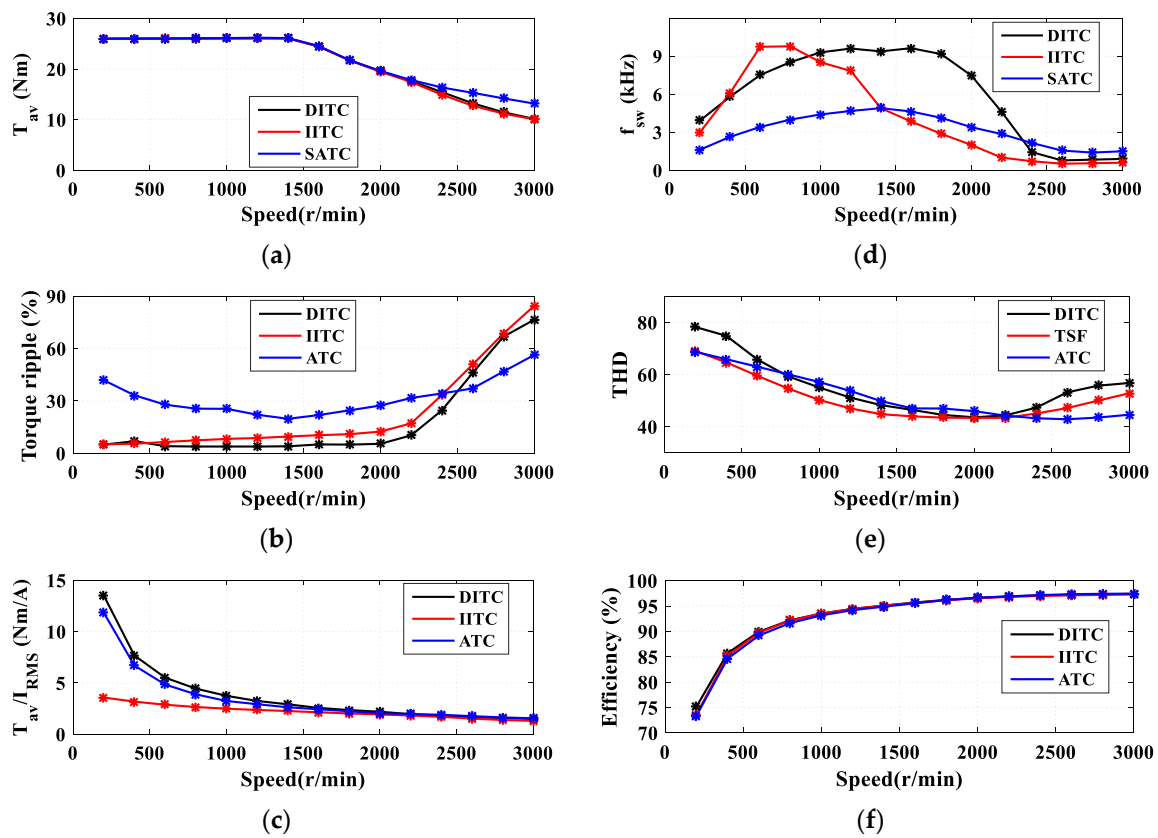 T_av (Nm)
30
20
10
0
DITC
IITC
SATC
0 500 1000 1500 2000 2500 3000
Speed(r/min)
(a)
f_sw (kHz)
9
6
3
0
DITC
IITC
SATC
0 500 1000 1500 2000 2500 3000
Speed(r/min)
(d)
Torque ripple (%)
90
60
30
0
DITC
IITC
ATC
0 500 1000 1500 2000 2500 3000
Speed(r/min)
(b)
THD
80
60
40
DITC
TSF
ATC
0 500 1000 1500 2000 2500 3000
Speed(r/min)
(e)
T_av/I_RMS (Nm/A)
15
10
5
0
DITC
IITC
ATC
0 500 1000 1500 2000 2500 3000
Speed(r/min)
(c)
Efficiency (%)
100
95
90
85
80
75
70
DITC
IITC
ATC
0 500 1000 1500 2000 2500 3000
Speed(r/min)
(f)